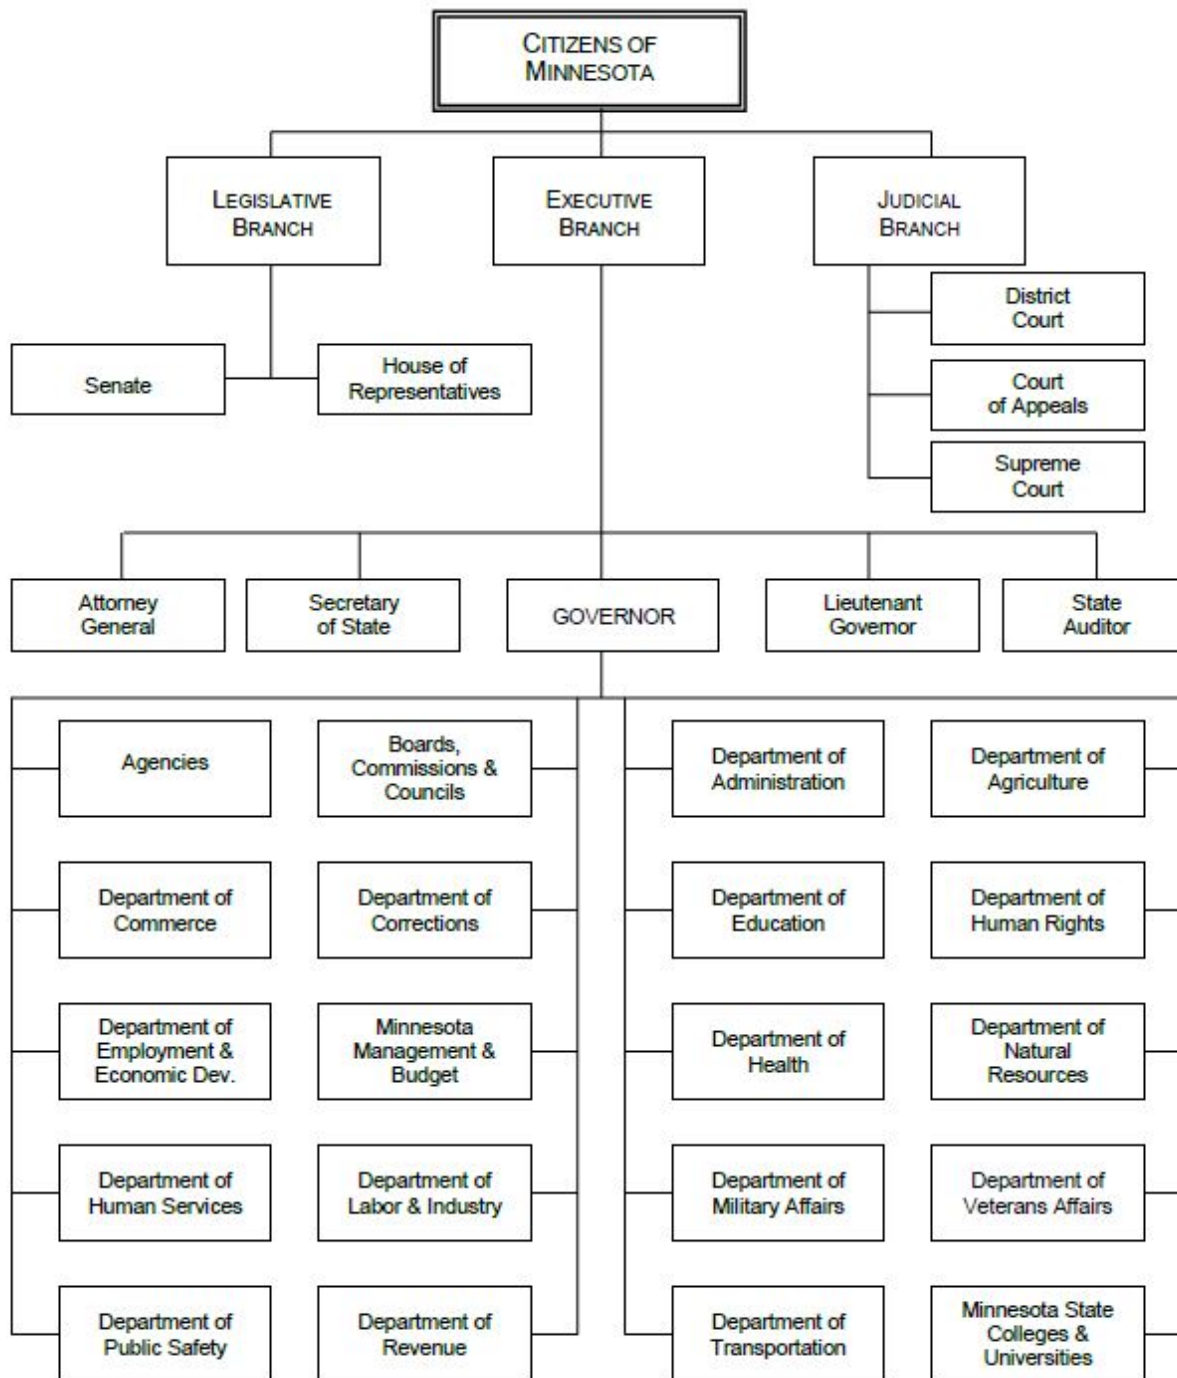 CITIZENS OF
MINNESOTA
LEGISLATIVE
BRANCH
EXECUTIVE
BRANCH
JUDICIAL
BRANCH
District
Court
Senate
House of
Representatives
Court
of Appeals
Supreme
Court
Attorney
General
Secretary
of State
GOVERNOR
Lieutenant
Governor
State
Auditor
Agencies
Boards,
Commissions &
Councils
Department of
Administration
Department of
Agriculture
Department of
Commerce
Department of
Corrections
Department of
Education
Department of
Human Rights
Department of
Employment &
Economic Dev.
Minnesota
Management &
Budget
Department of
Health
Department of
Natural
Resources
Department of
Human Services
Department of
Labor & Industry
Department of
Military Affairs
Department of
Veterans Affairs
Department of
Public Safety
Department of
Revenue
Department of
Transportation
Minnesota State
Colleges &
Universities